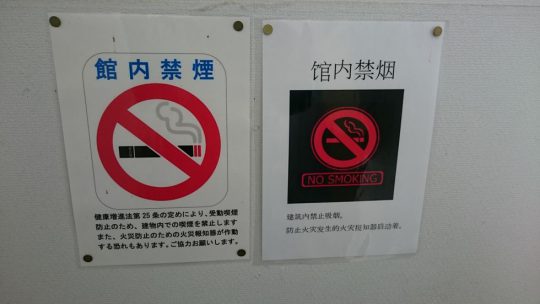 館内禁煙
健康増進法第25条の定めにより、受動喫煙
防止のため、建物内での喫煙を禁止します
また、火災防止のための火災報知器が作動
する恐れもあります。ご協力お願いします。
馆内禁烟
NO SMOKING
建筑内禁止吸烟。
防止火灾发生的火灾报知器启动着。